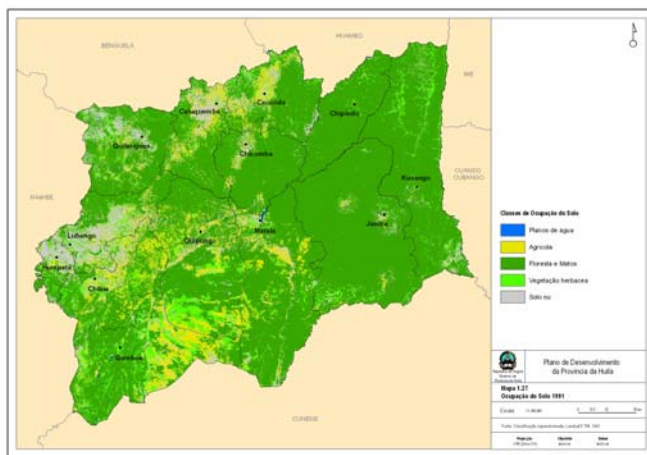 BENGUELA
HUAMBO
BIÉ
CUANDO
CUBANGO
NAMIBE
CUNENE
Caconda
Caluquembe
Chipindo
Quilengues
Chicomba
Kuvango
Jamba
Matala
Quipungo
Lubango
Humpata
Chibia
Gambos
Classes de Ocupação do Solo
Planos de água
Agrícola
Floresta e Matos
Vegetação herbacea
Solo nu
Plano de Desenvolvimento
da Província da Huíla
Mapa 1.27
Ocupação do Solo 1991
Escala